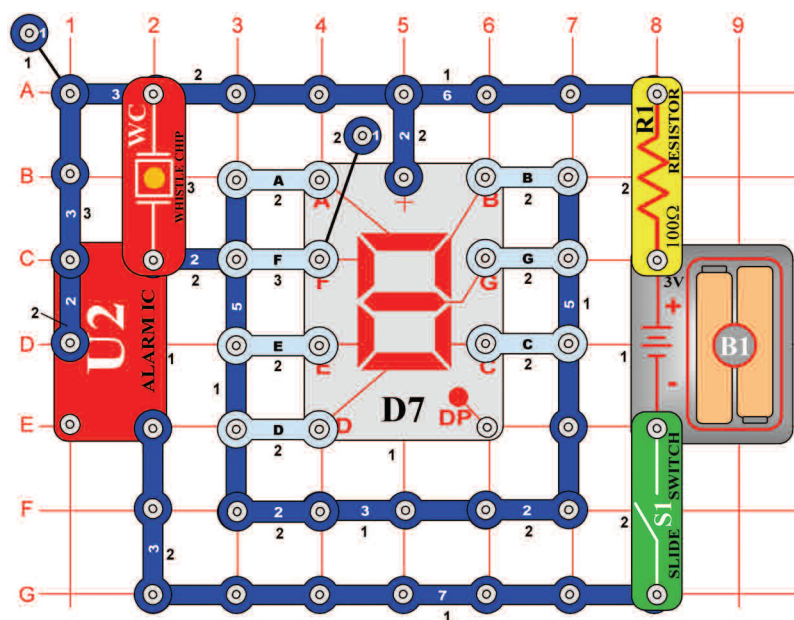 1 2 3 4 5 6 7 8 9
1
1
2
1
A
3
6
WC
WHISTLE CHIP
R1
RESISTOR
100Ω
2
1
2
2
B
3
3
3
A
2
A
+
B
B
2
2
C
2
2
F
3
F
G
G
2
3V
+
-
B1
2
2
D
U2
ALARM IC
1
5
E
2
E
C
C
2
5
1
1
1
E
D
2
D
D7
DP
1
S1
SLIDE SWITCH
2
F
3
2
2
2
3
1
2
2
G
7
1